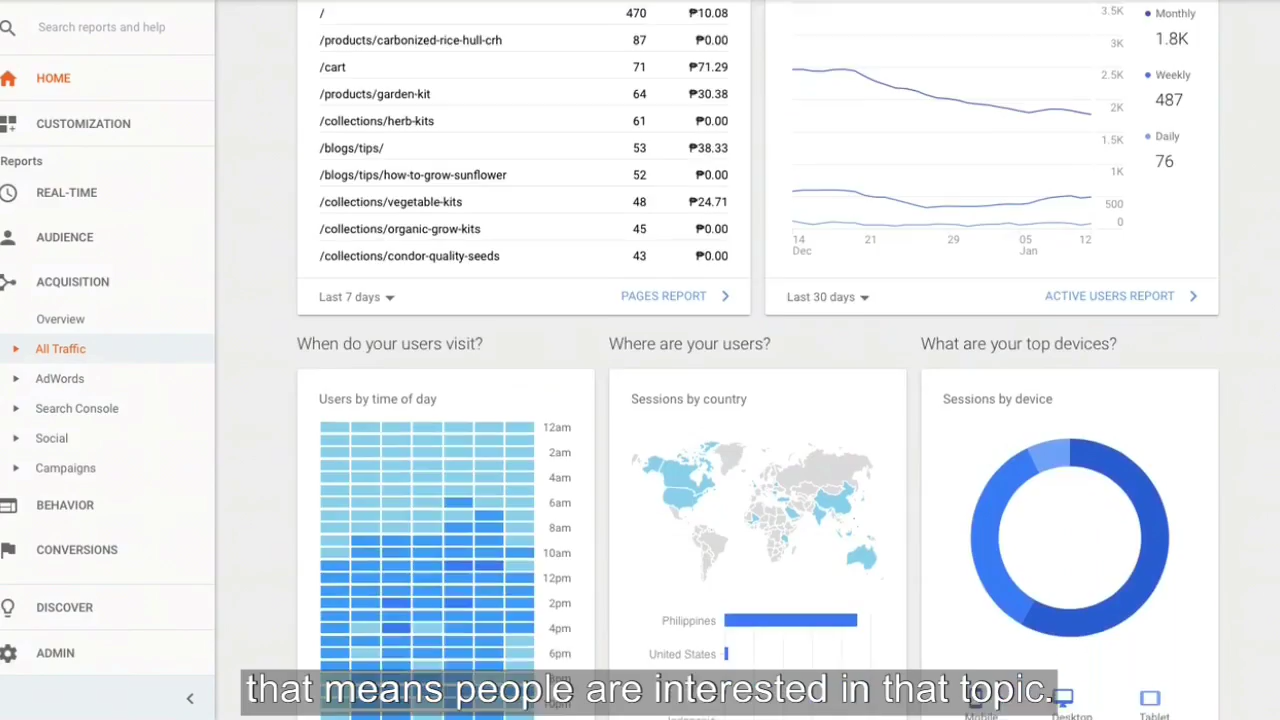 Search reports and help
HOME
CUSTOMIZATION
Reports
REAL-TIME
AUDIENCE
ACQUISITION
Overview
All Traffic
AdWords
Search Console
Social
Campaigns
BEHAVIOR
CONVERSIONS
DISCOVER
ADMIN
/ 470 ₱10.08
/products/carbonized-rice-hull-crh 87 ₱0.00
/cart 71 ₱71.29
/products/garden-kit 64 ₱30.38
/collections/herb-kits 61 ₱0.00
/blogs/tips/ 53 ₱38.33
/blogs/tips/how-to-grow-sunflower 52 ₱0.00
/collections/vegetable-kits 48 ₱24.71
/collections/organic-grow-kits 45 ₱0.00
/collections/condor-quality-seeds 43 ₱0.00
Last 7 days PAGES REPORT
3.5K
3K
2.5K
2K
1.5K
1K
500
0
14 21 29 05 12
Dec Jan
Monthly
1.8K
Weekly
487
Daily
76
Last 30 days ACTIVE USERS REPORT
When do your users visit?
Users by time of day
12am
2am
4am
6am
8am
10am
12pm
2pm
4pm
6pm
Where are your users?
Sessions by country
Philippines
United States
What are your top devices?
Sessions by device
Mobile Desktop Tablet
that means people are interested in that topic.